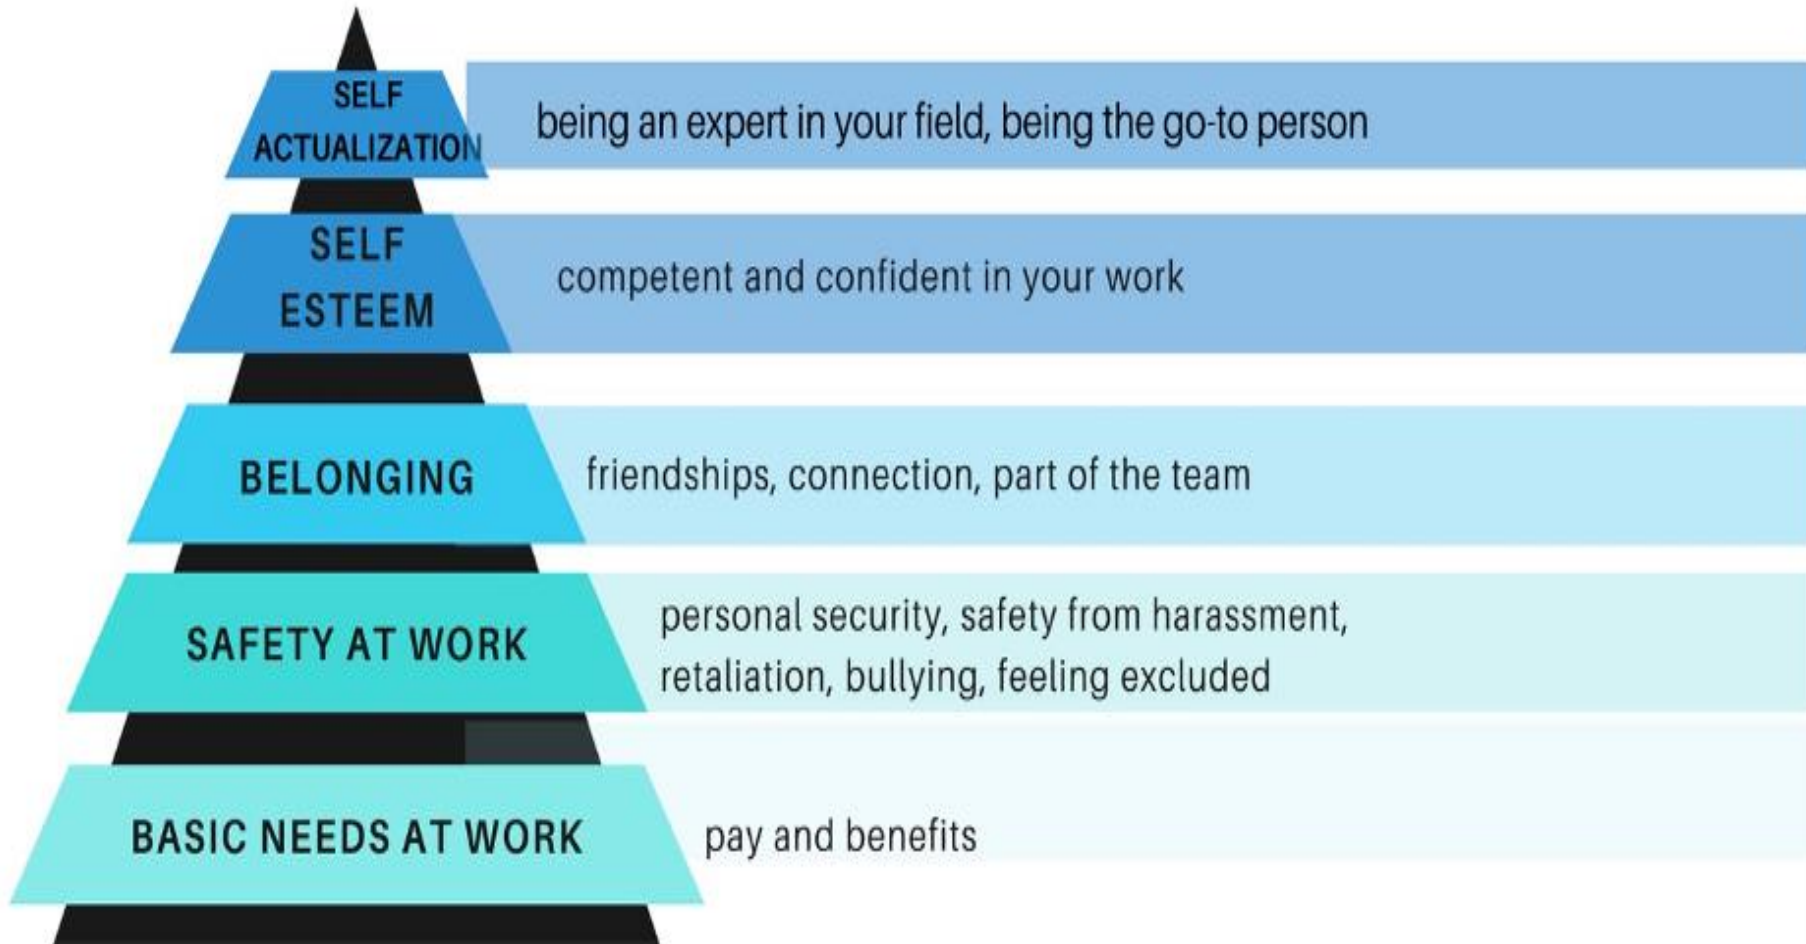 SELF
ACTUALIZATION
being an expert in your field, being the go-to person
SELF
ESTEEM
competent and confident in your work
BELONGING
friendships, connection, part of the team
SAFETY AT WORK
personal security, safety from harassment,
retaliation, bullying, feeling excluded
BASIC NEEDS AT WORK
pay and benefits